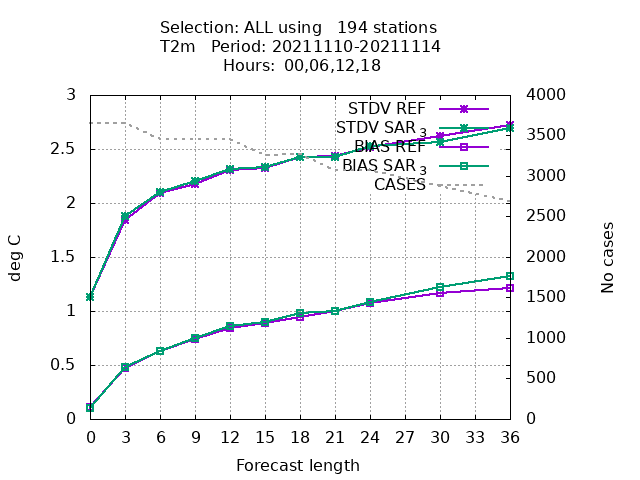 Selection: ALL using   194 stations
T2m   Period: 20211110-20211114
Hours:  00,06,12,18
STDV REF
STDV SAR 3
BIAS REF
BIAS SAR 3
CASES
deg C
3
2.5
2
1.5
1
0.5
0
No cases
4000
3500
3000
2500
2000
1500
1000
500
0
0 3 6 9 12 15 18 21 24 27 30 33 36
Forecast length